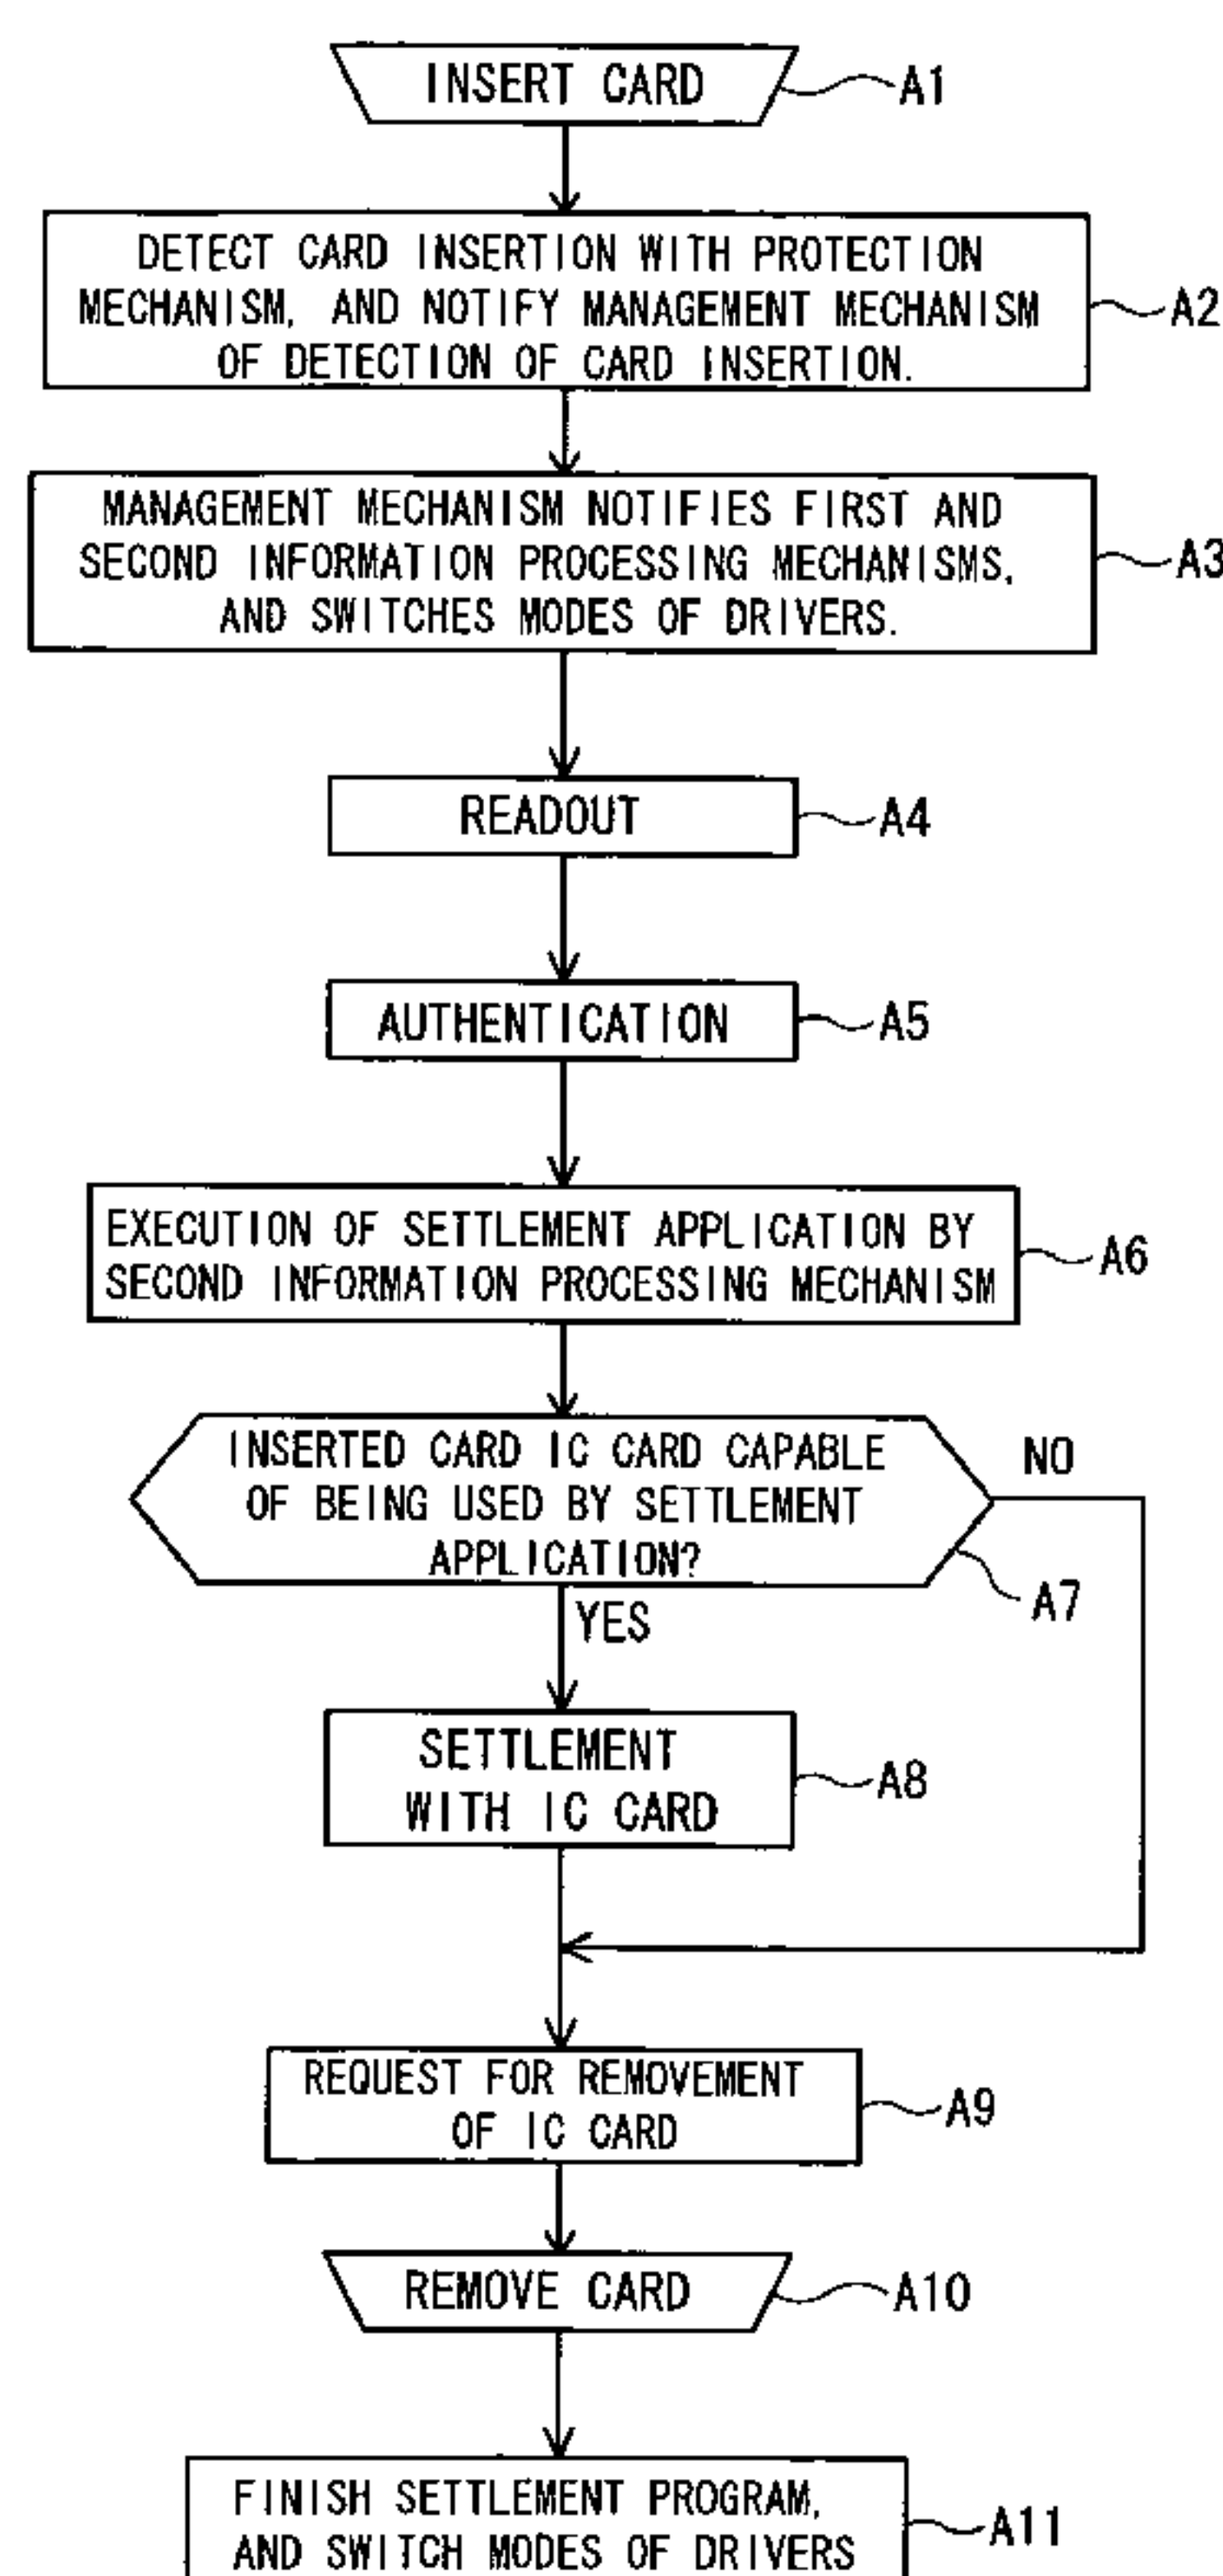 INSERT CARD
A1
DETECT CARD INSERTION WITH PROTECTION
MECHANISM, AND NOTIFY MANAGEMENT MECHANISM
OF DETECTION OF CARD INSERTION.
A2
MANAGEMENT MECHANISM NOTIFIES FIRST AND
SECOND INFORMATION PROCESSING MECHANISMS,
AND SWITCHES MODES OF DRIVERS.
A3
READOUT
A4
AUTHENTICATION
A5
EXECUTION OF SETTLEMENT APPLICATION BY
SECOND INFORMATION PROCESSING MECHANISM
A6
INSERTED CARD IC CARD CAPABLE
OF BEING USED BY SETTLEMENT
APPLICATION?
NO
A7
YES
SETTLEMENT
WITH IC CARD
A8
REQUEST FOR REMOVEMENT
OF IC CARD
A9
REMOVE CARD
A10
FINISH SETTLEMENT PROGRAM,
AND SWITCH MODES OF DRIVERS
A11